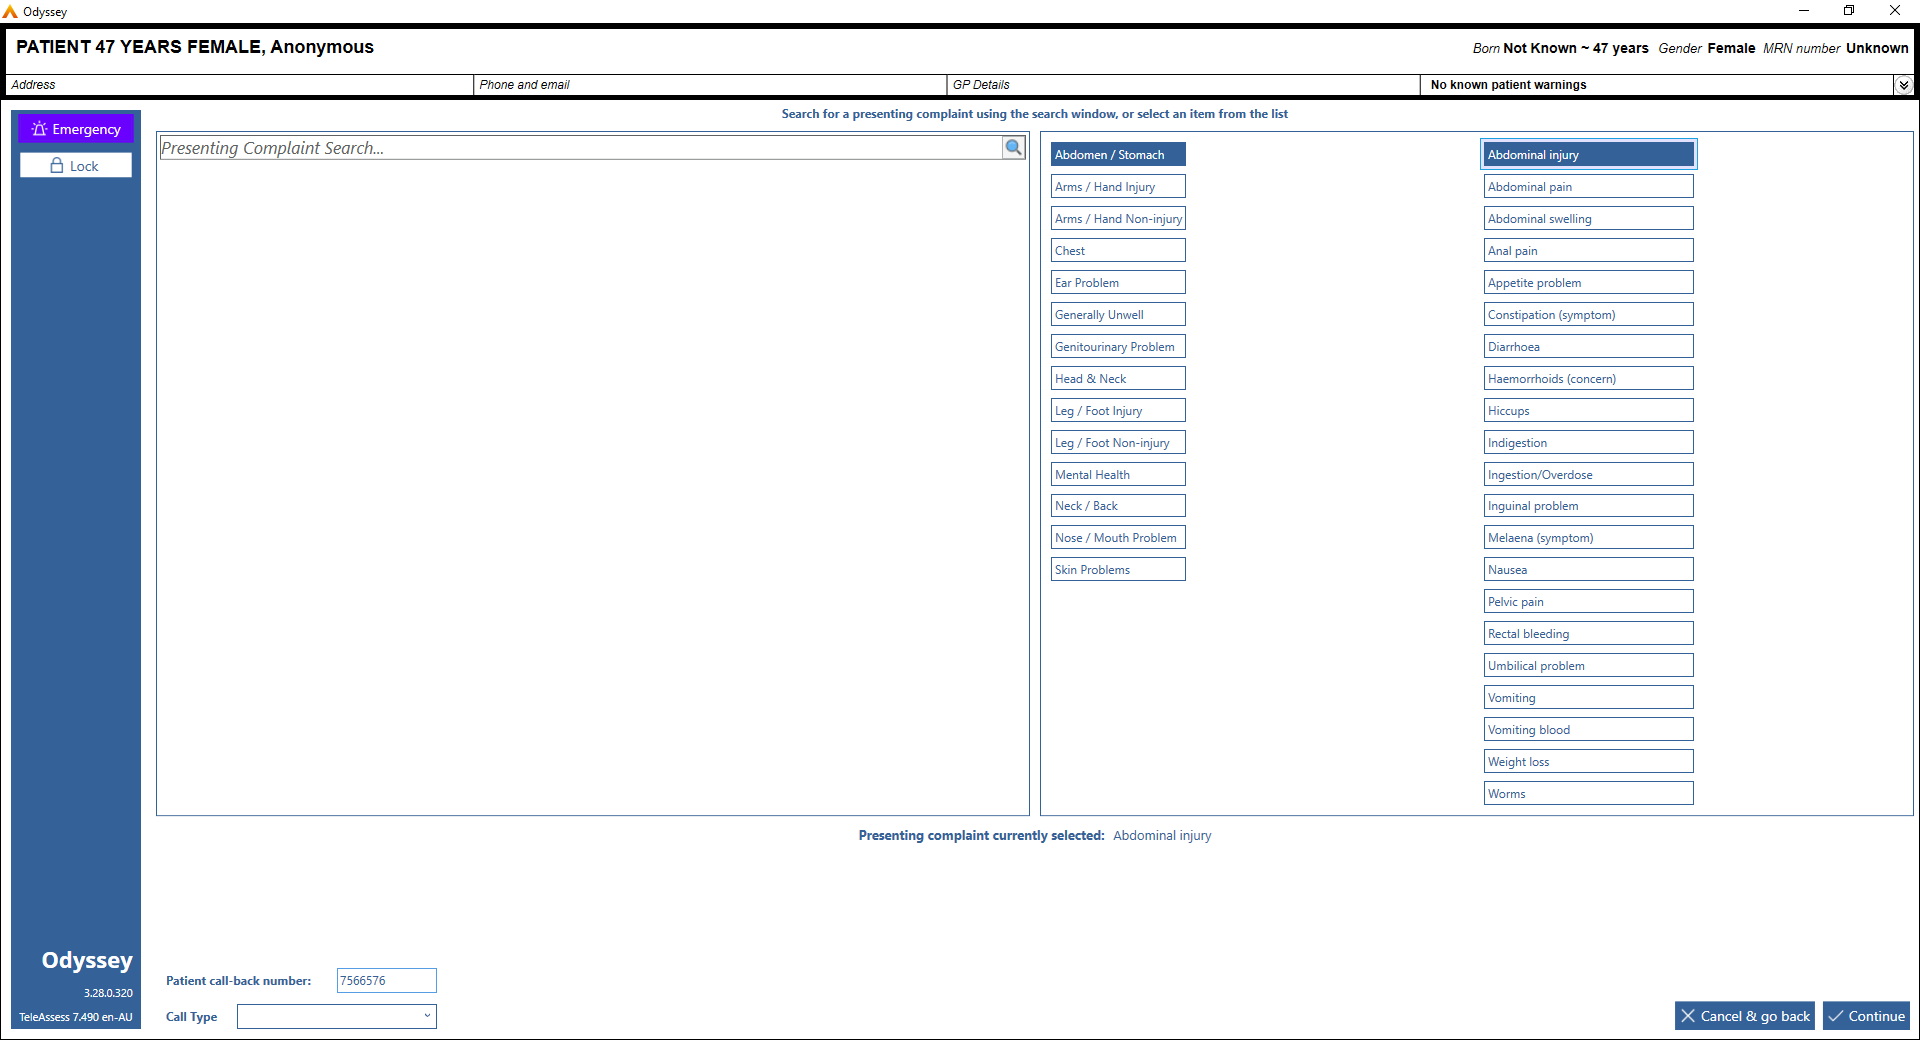 Odyssey
PATIENT 47 YEARS FEMALE, Anonymous
Born Not Known ~ 47 years Gender Female MRN number Unknown
Address
Phone and email
GP Details
No known patient warnings
Emergency
Lock
Search for a presenting complaint using the search window, or select an item from the list
Presenting Complaint Search...
Abdomen / Stomach
Arms / Hand Injury
Arms / Hand Non-injury
Chest
Ear Problem
Generally Unwell
Genitourinary Problem
Head & Neck
Leg / Foot Injury
Leg / Foot Non-injury
Mental Health
Neck / Back
Nose / Mouth Problem
Skin Problems
Abdominal injury
Abdominal pain
Abdominal swelling
Anal pain
Appetite problem
Constipation (symptom)
Diarrhoea
Haemorrhoids (concern)
Hiccups
Indigestion
Ingestion/Overdose
Inguinal problem
Melaena (symptom)
Nausea
Pelvic pain
Rectal bleeding
Umbilical problem
Vomiting
Vomiting blood
Weight loss
Worms
Presenting complaint currently selected: Abdominal injury
Odyssey
3.28.0.320
TeleAssess 7.490 en-AU
Patient call-back number: 7566576
Call Type
Cancel & go back
Continue